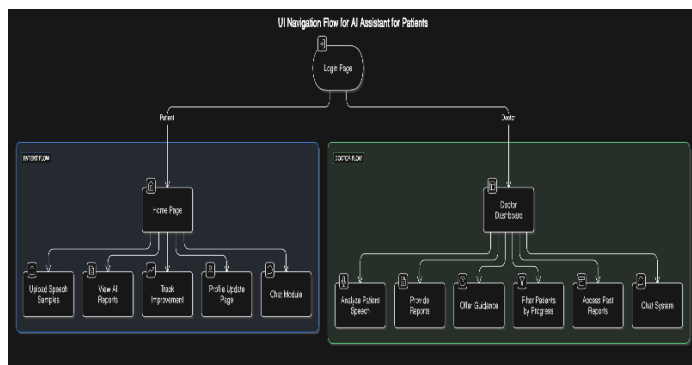 UI Navigation Flow for AI Assistant for Patients
Login Page
Patient
Doctor
PATIENT FLOW
DOCTOR FLOW
Home Page
Doctor
Dashboard
Upload Speech
Samples
View AI
Reports
Track
Improvement
Profile Update
Page
Chat Module
Analyze Patient
Speech
Provide
Reports
Offer Guidance
Filter Patients
by Progress
Access Past
Reports
Chat System